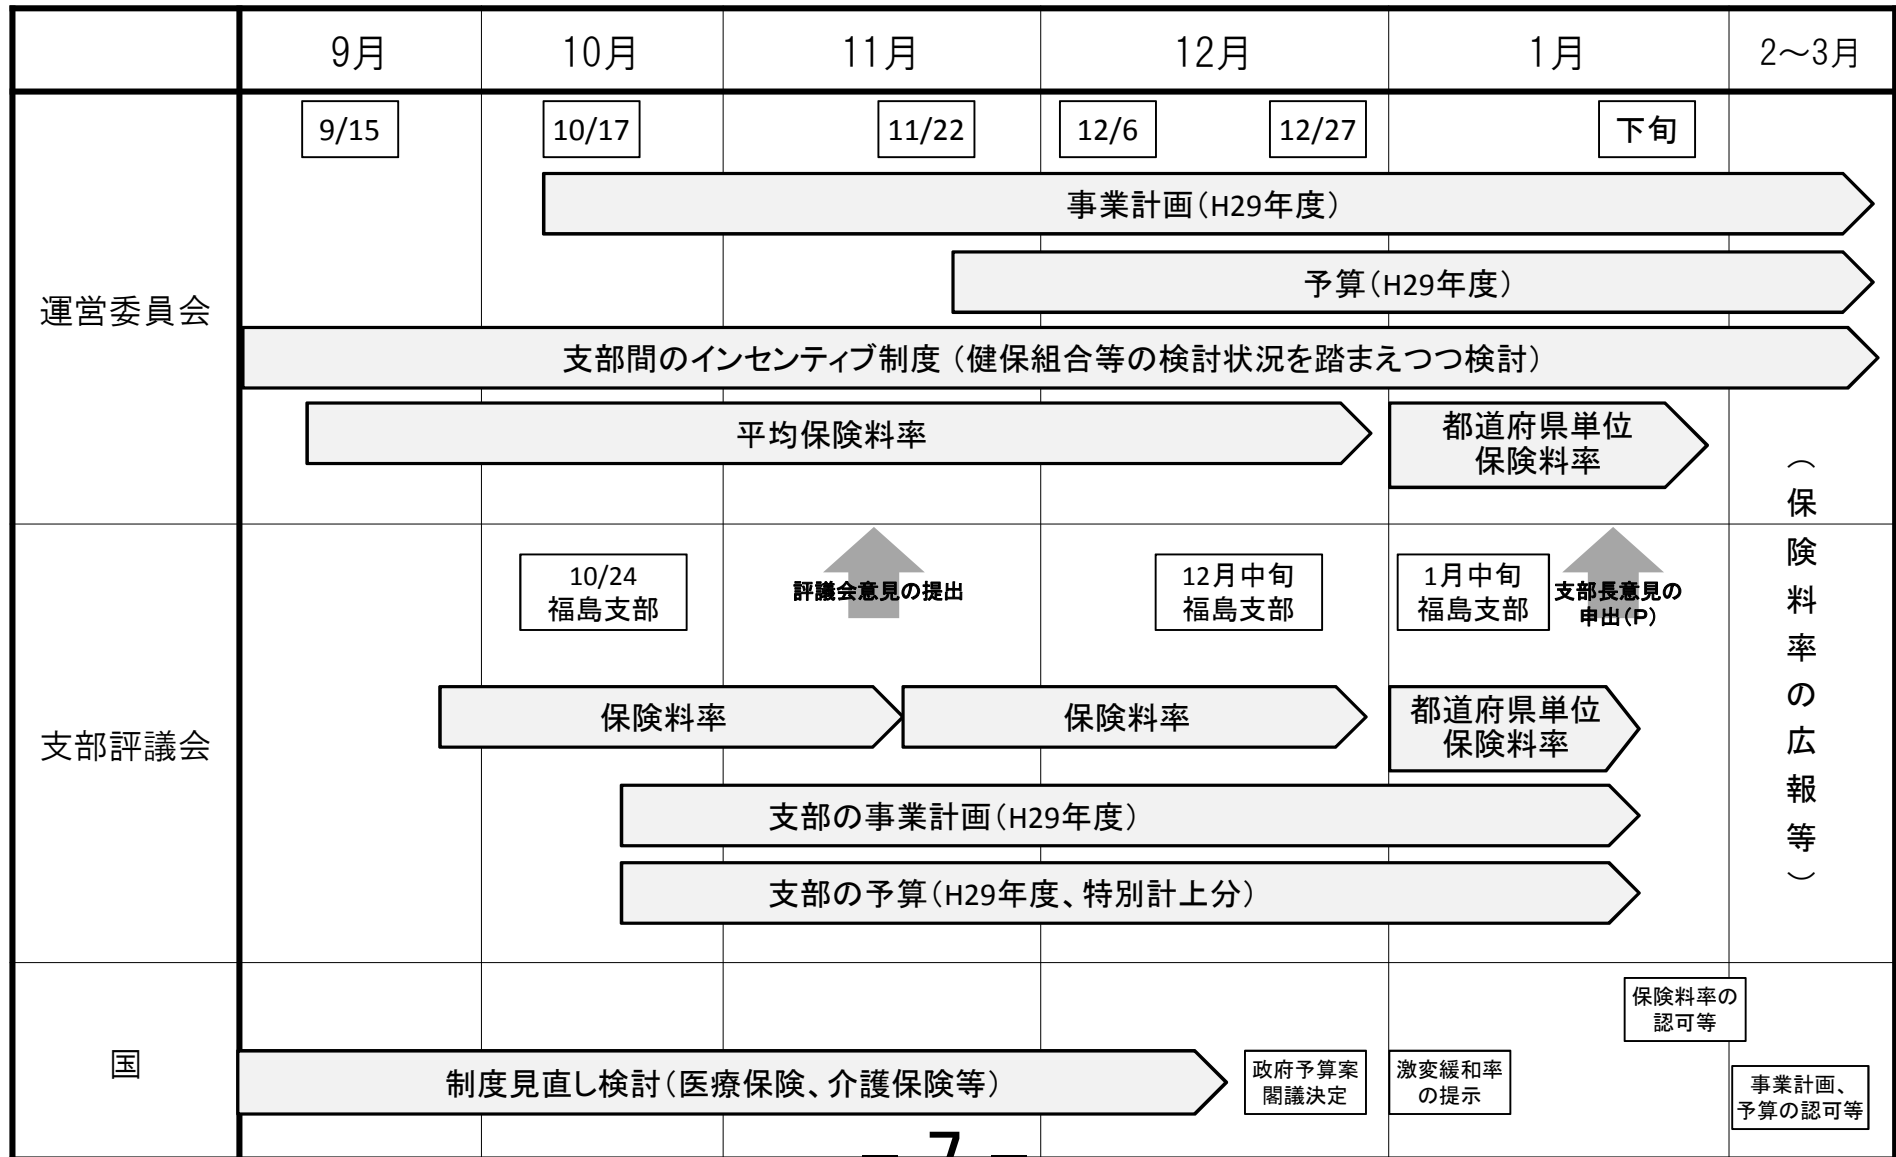 9月
10月
11月
12月
1月
2～3月
運営委員会
9/15
10/17
11/22
12/6
12/27
下旬
事業計画（H29年度）
予算（H29年度）
支部間のインセンティブ制度（健保組合等の検討状況を踏まえつつ検討）
平均保険料率
都道府県単位
保険料率
（保険料率の広報等）
支部評議会
10/24
福島支部
評議会意見の提出
12月中旬
福島支部
1月中旬
福島支部
支部長意見の
申出（P）
保険料率
保険料率
都道府県単位
保険料率
支部の事業計画（H29年度）
支部の予算（H29年度、特別計上分）
国
保険料率の
認可等
制度見直し検討（医療保険、介護保険等）
政府予算案
閣議決定
激変緩和率
の提示
事業計画、
予算の認可等
－ 7 －